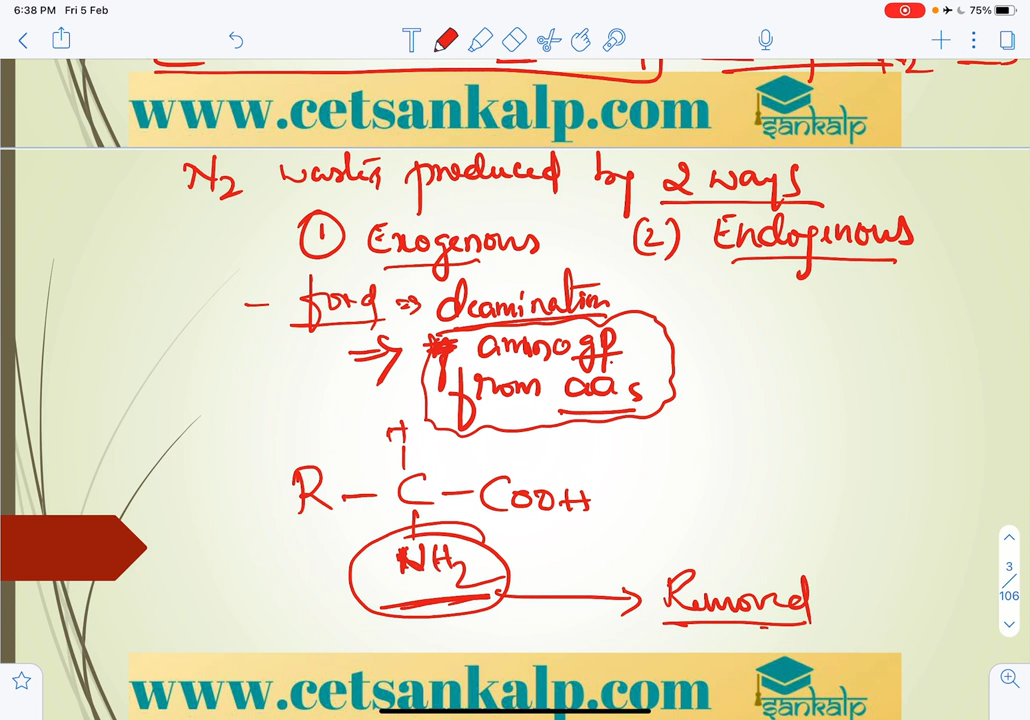 6:38 PM Fri 5 Feb
75%
T
www.cetsankalp.com
sankalp
N2 wastes produced by 2 ways
① Exogenous (2) Endogenous
- food ⇒ deamination
⇒ amino gp
from aas
H
R - C - COOH
NH2 → Removed
3
106
www.cetsankalp.com
sankalp